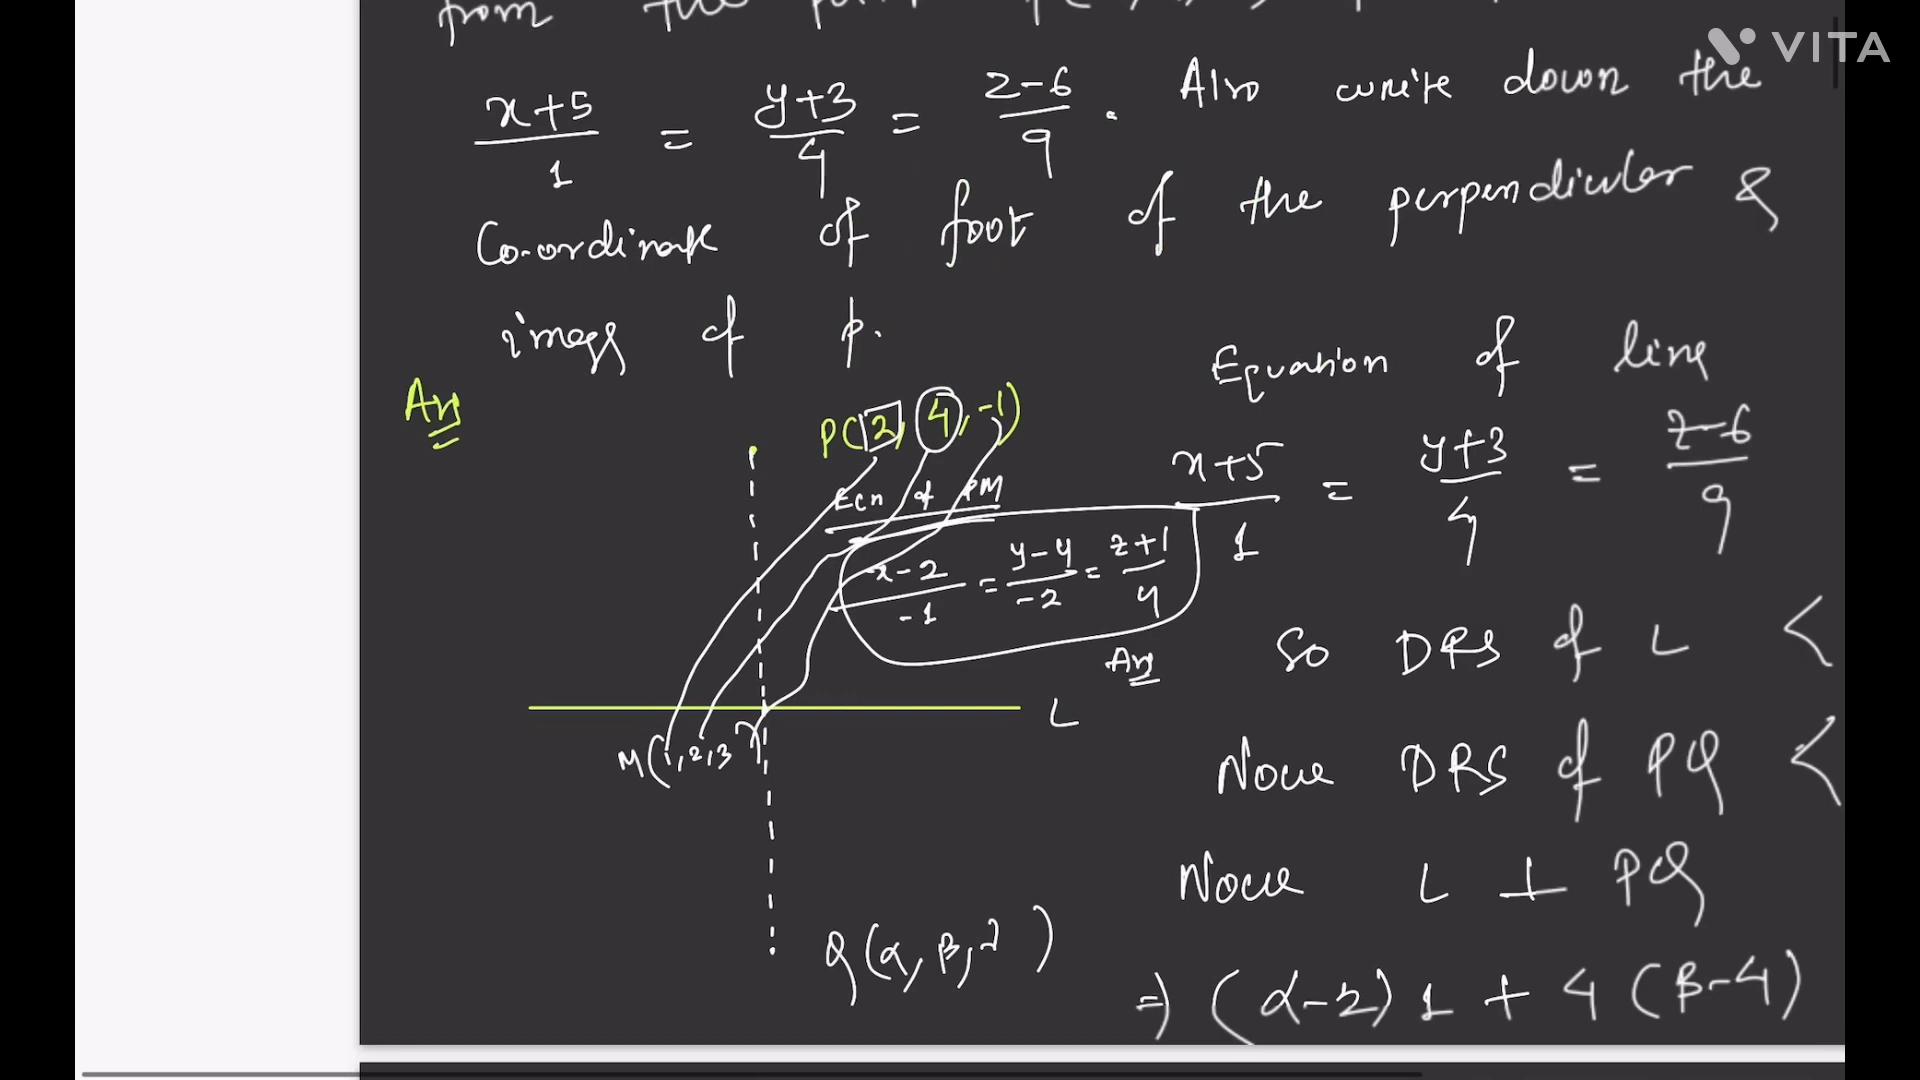 from the
VITA
x+5/1 = y+3/4 = z-6/9 . Also write down the
Co-ordinate of foot of the perpendicular &
image of P.
Ans
P(2, 4, -1)
Eqn of PM
x-2/-1 = y-4/-2 = z+1/4
Ans
L
M(1,2,3)
Q(α, β, γ)
Equation of line
x+5/1 = y+3/4 = z-6/9
So DRS of L <
Now DRS of PQ <
Now L ⊥ PQ
⇒ (α-2) 1 + 4 (β-4)